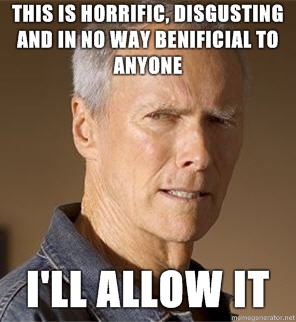 THIS IS HORRIFIC, DISGUSTING
AND IN NO WAY BENIFICIAL TO
ANYONE
I'LL ALLOW IT
memegenerator.net